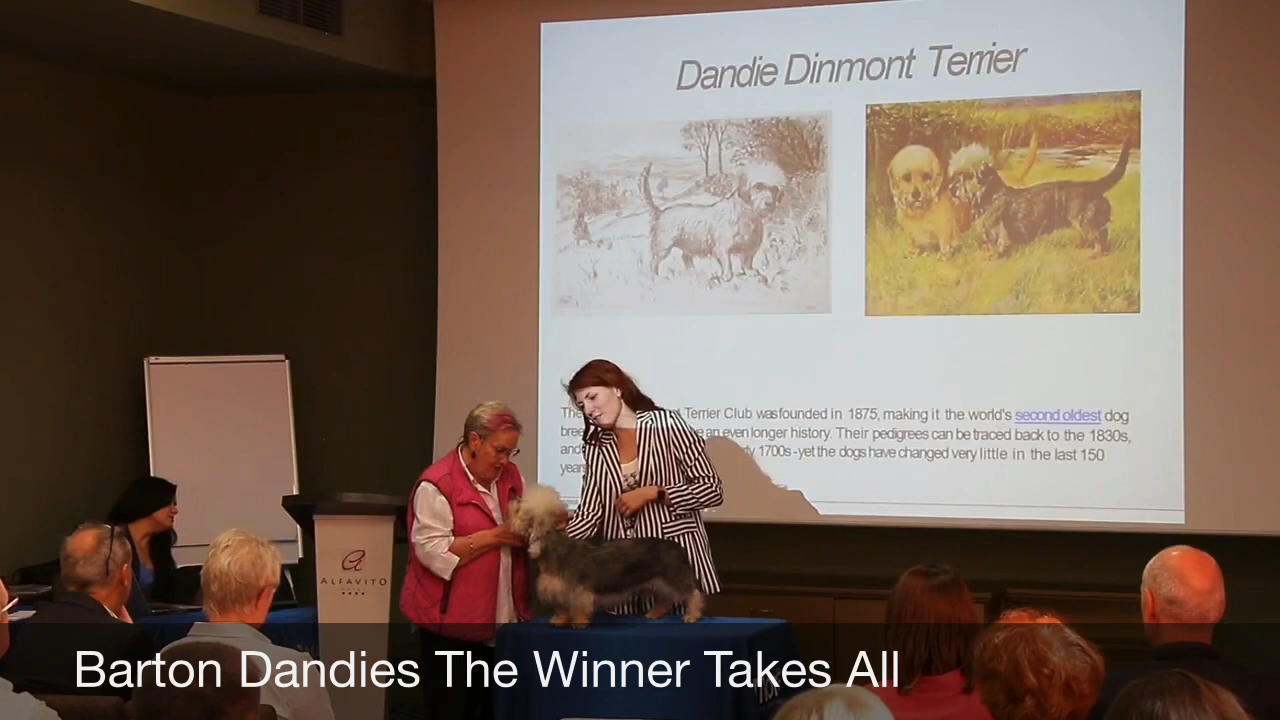 Dandie Dinmont Terrier
Terrier Club was founded in 1875, making it the world's second oldest dog
an even longer history. Their pedigrees can be traced back to the 1830s,
and 1700s - yet the dogs have changed very little in the last 150
years
ALFAVITO
Barton Dandies The Winner Takes All